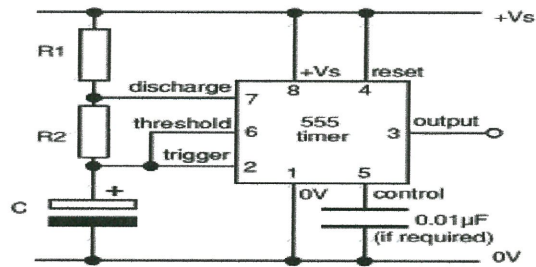 +Vs
R1
+Vs reset
discharge
7 8 4
threshold
6 555 3 output
timer
R2
trigger
2 1 5
0V control
+
C
0.01µF
(if required)
0V